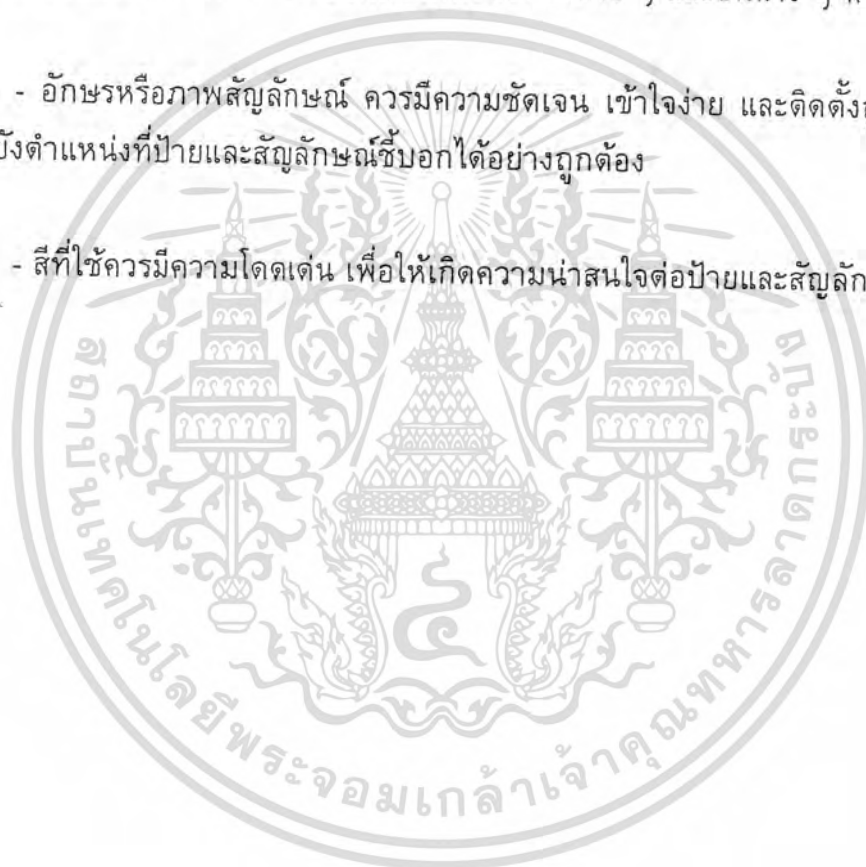 - อักษรหรือภาพสัญลักษณ์ ควรมีความชัดเจน เข้าใจง่าย และติดตั้ง
ตำแหน่งที่ป้ายและสัญลักษณ์ชี้บอกได้อย่างถูกต้อง
- สีที่ใช้ควรมีความโดดเด่น เพื่อให้เกิดความน่าสนใจต่อป้ายและสัญลัก
สถาบันเทคโนโลยีพระจอมเกล้าเจ้าคุณทหารลาดกระบัง
๔